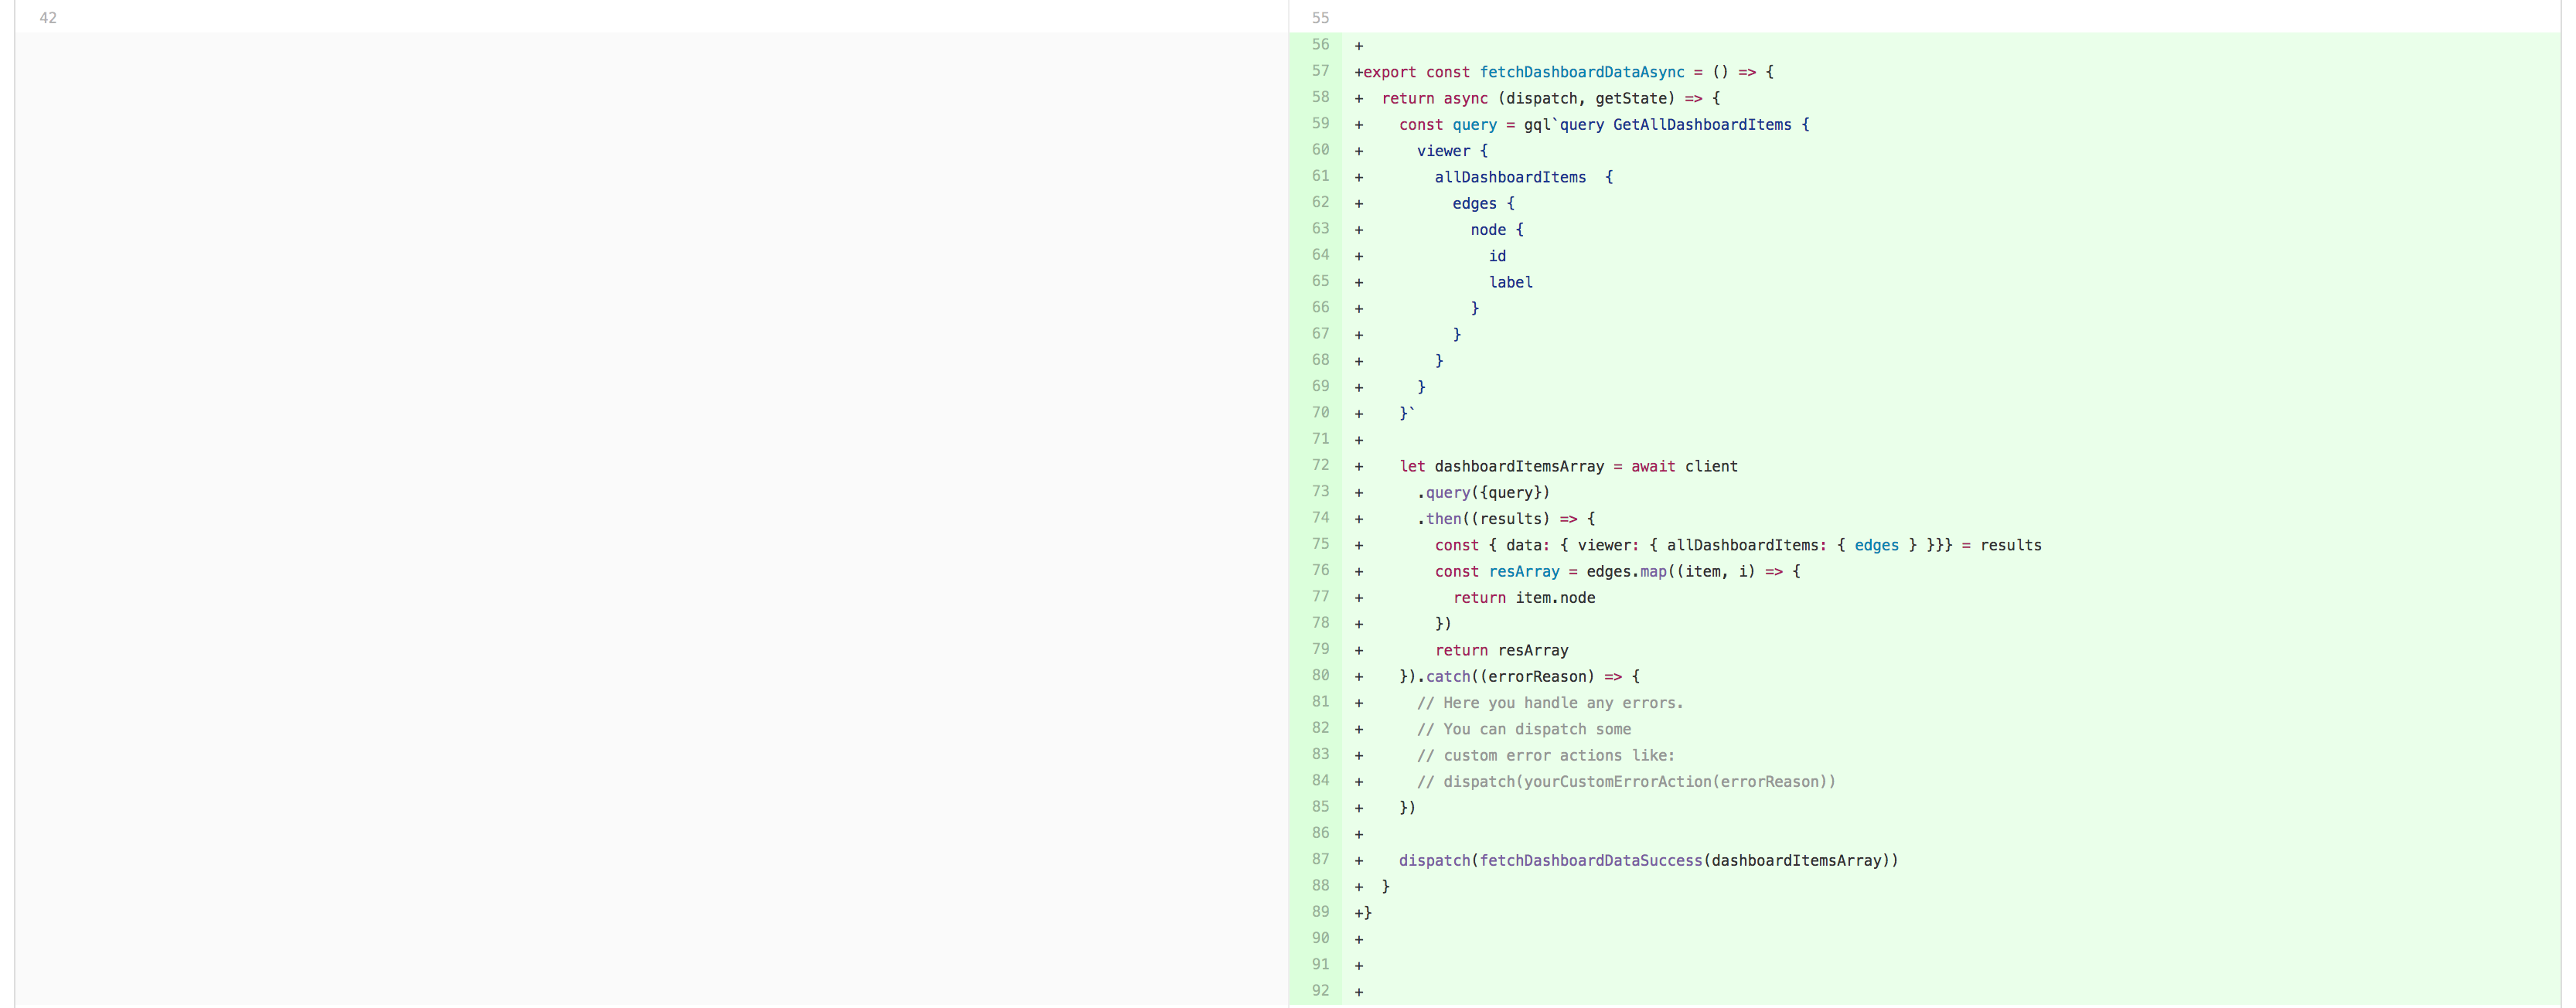 42
55
56 +
57 +export const fetchDashboardDataAsync = () => {
58 +  return async (dispatch, getState) => {
59 +    const query = gql`query GetAllDashboardItems {
60 +      viewer {
61 +        allDashboardItems  {
62 +          edges {
63 +            node {
64 +              id
65 +              label
66 +            }
67 +          }
68 +        }
69 +      }
70 +    }`
71 +
72 +    let dashboardItemsArray = await client
73 +      .query({query})
74 +      .then((results) => {
75 +        const { data: { viewer: { allDashboardItems: { edges } }}} = results
76 +        const resArray = edges.map((item, i) => {
77 +          return item.node
78 +        })
79 +        return resArray
80 +    }).catch((errorReason) => {
81 +      // Here you handle any errors.
82 +      // You can dispatch some
83 +      // custom error actions like:
84 +      // dispatch(yourCustomErrorAction(errorReason))
85 +    })
86 +
87 +    dispatch(fetchDashboardDataSuccess(dashboardItemsArray))
88 +  }
89 +}
90 +
91 +
92 +